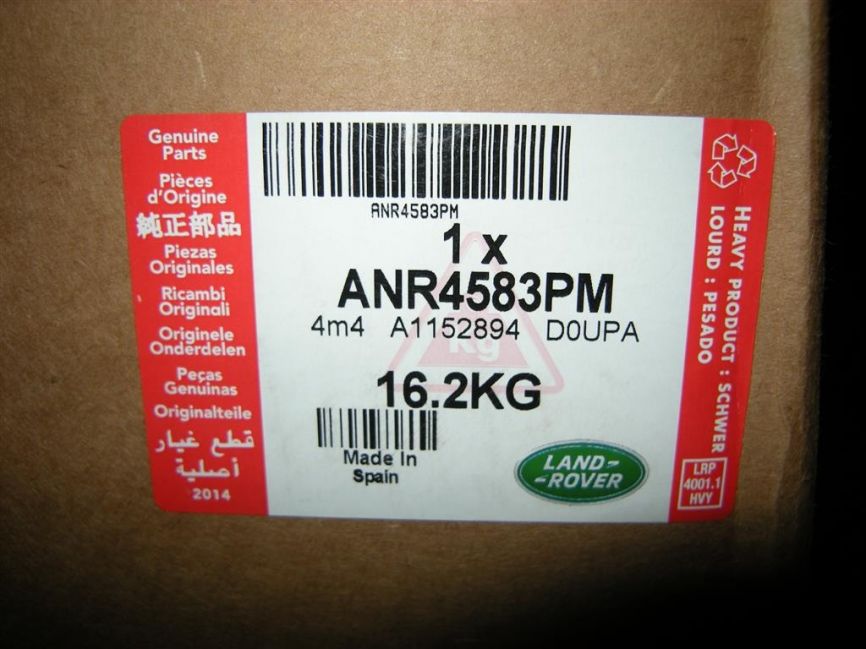 Genuine
Parts
Pièces
d'Origine
純正部品
Piezas
Originales
Ricambi
Originali
Originele
Onderdelen
Peças
Genuinas
Originalteile
قطع غيار
أصلية
2014
ANR4583PM
1 x
ANR4583PM
4m4 A1152894 D0UPA
Kg
16.2KG
Made In
Spain
LAND-
-ROVER
HEAVY PRODUCT : SCHWER
LOURD : PESADO
LRP
4001.1
HVY